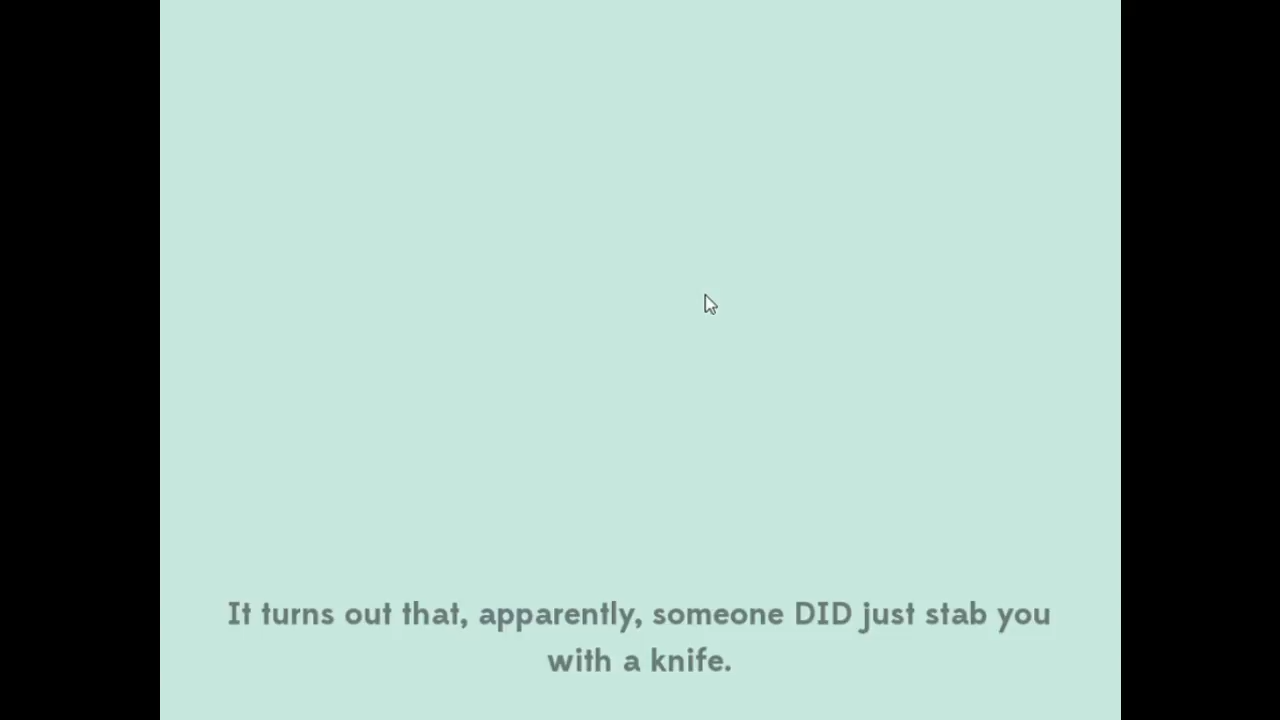 It turns out that, apparently, someone DID just stab you
with a knife.